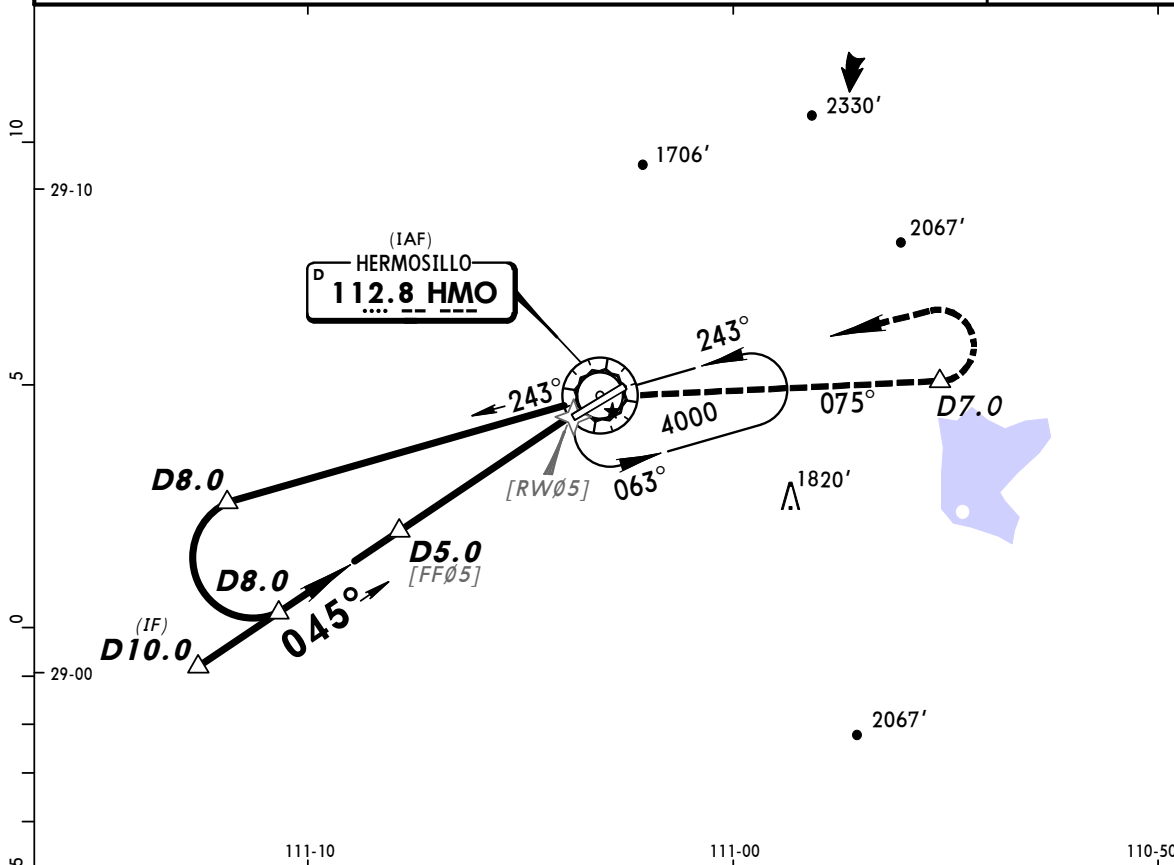 2330′
10
1706′
29-10
2067′
(IAF)
D
HERMOSILLO
112.8 HMO
243°
5
243°
075°
D7.0
4000
D8.0
[RWØ5]
063°
1820′
D5.0
[FFØ5]
D8.0
045°
0
(IF)
D10.0
29-00
2067′
5
111-10
111-00
110-50